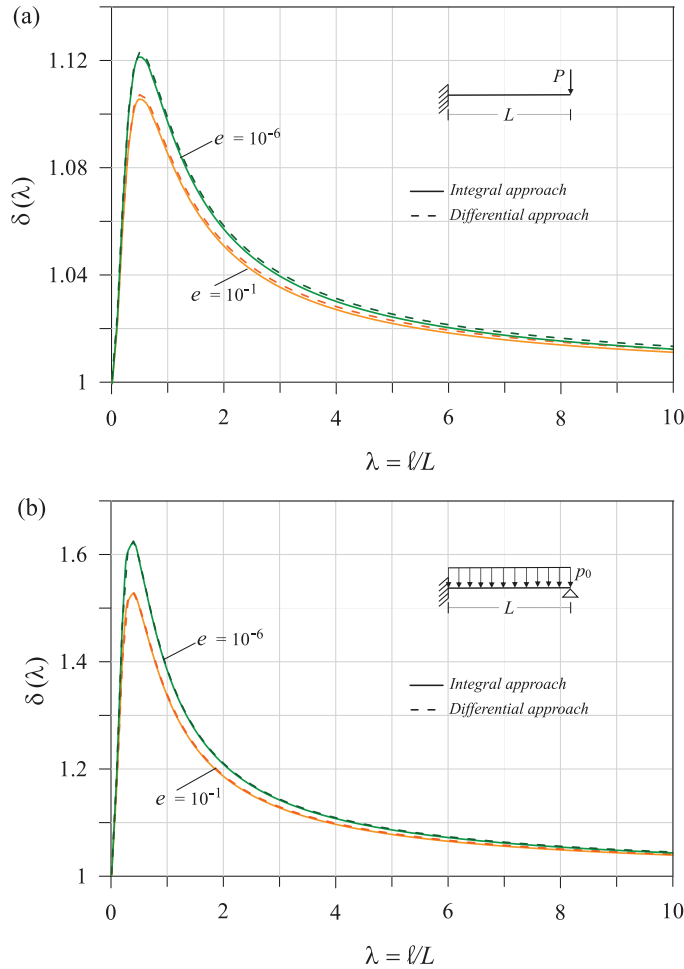 (a)
1.12
1.08
1.04
1
δ(λ)
e = 10⁻⁶
e = 10⁻¹
P
L
Integral approach
Differential approach
0 2 4 6 8 10
λ = ℓ/L
(b)
1.6
1.4
1.2
1
δ(λ)
e = 10⁻⁶
e = 10⁻¹
p₀
L
Integral approach
Differential approach
0 2 4 6 8 10
λ = ℓ/L